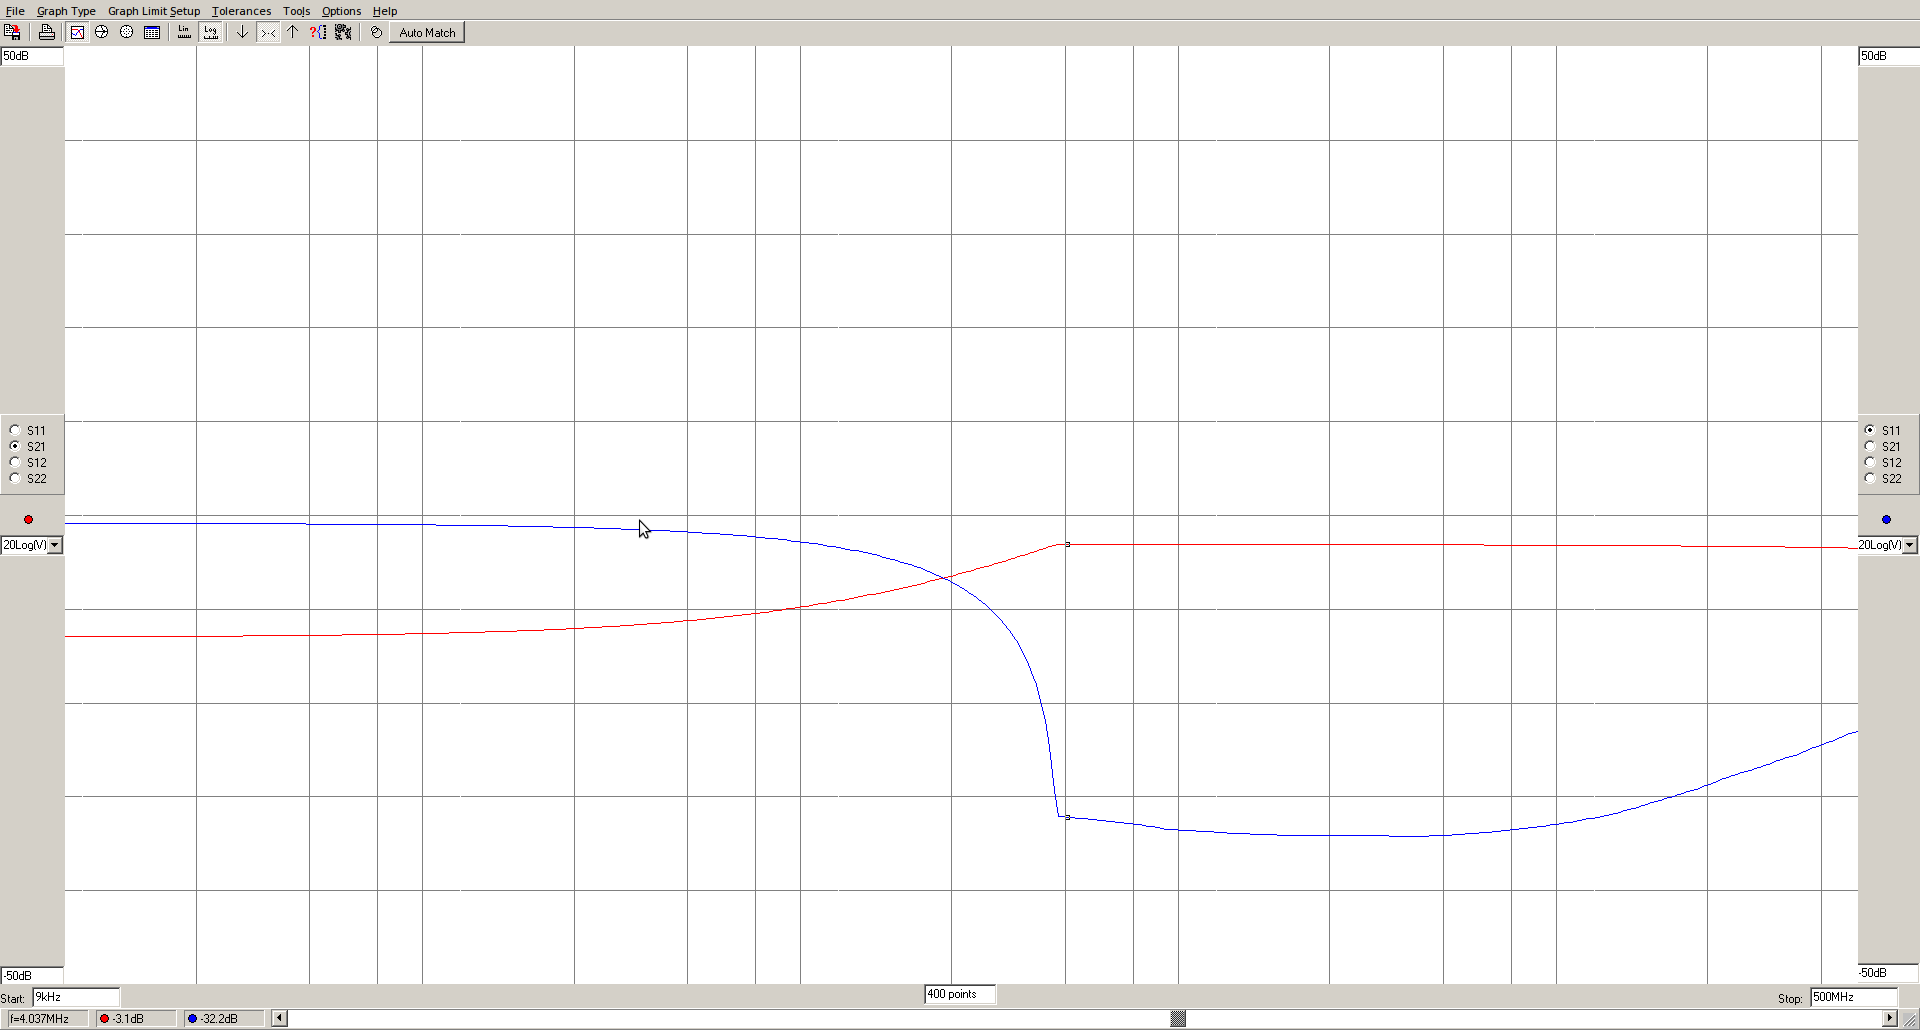 File Graph Type Graph Limit Setup Tolerances Tools Options Help
Lin Log ?{ Auto Match
50dB 50dB
S11 S11
S21 S21
S12 S12
S22 S22
20Log(V) 20Log(V)
-50dB -50dB
Start: 9kHz 400 points Stop: 500MHz
f=4.037MHz -3.1dB -32.2dB